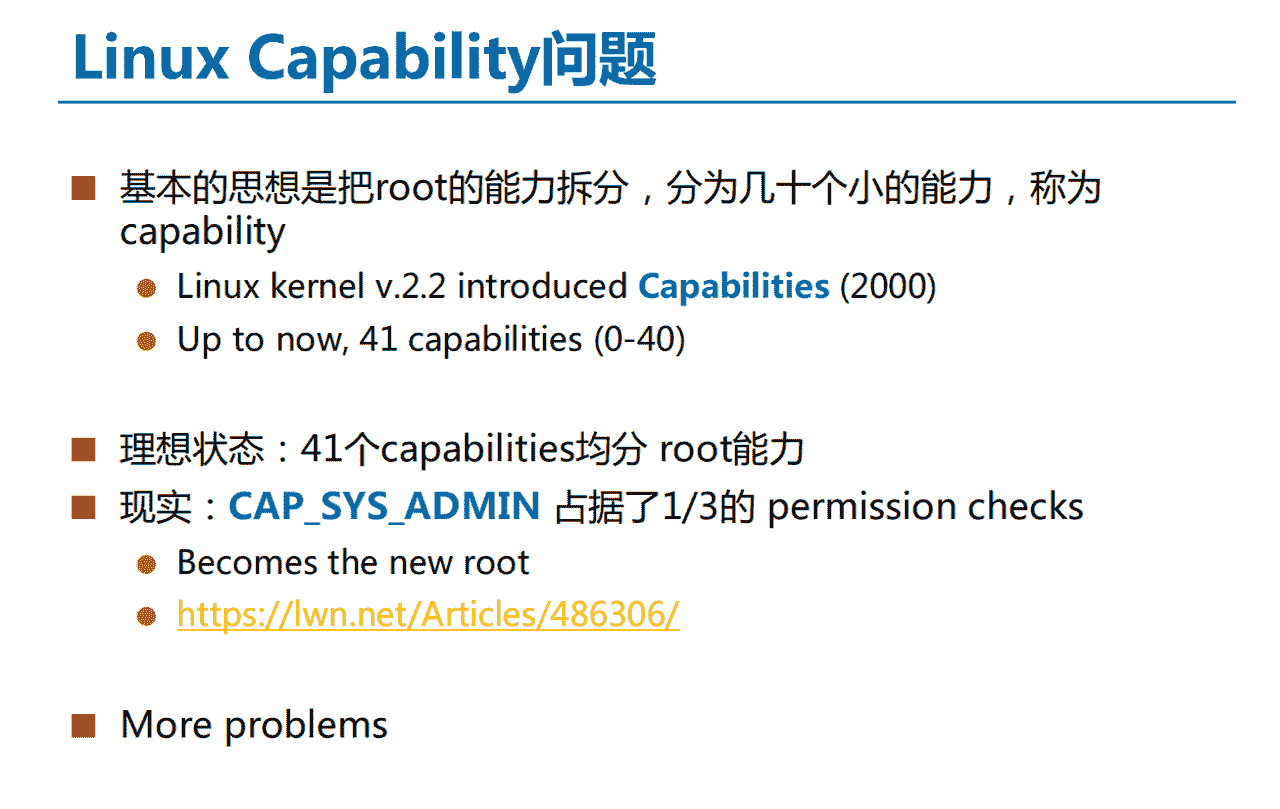 Linux Capability问题
基本的思想是把root的能力拆分，分为几十个小的能力，称为
capability
Linux kernel v.2.2 introduced Capabilities (2000)
Up to now, 41 capabilities (0-40)
理想状态：41个capabilities均分 root能力
现实：CAP_SYS_ADMIN 占据了1/3的 permission checks
Becomes the new root
https://lwn.net/Articles/486306/
More problems